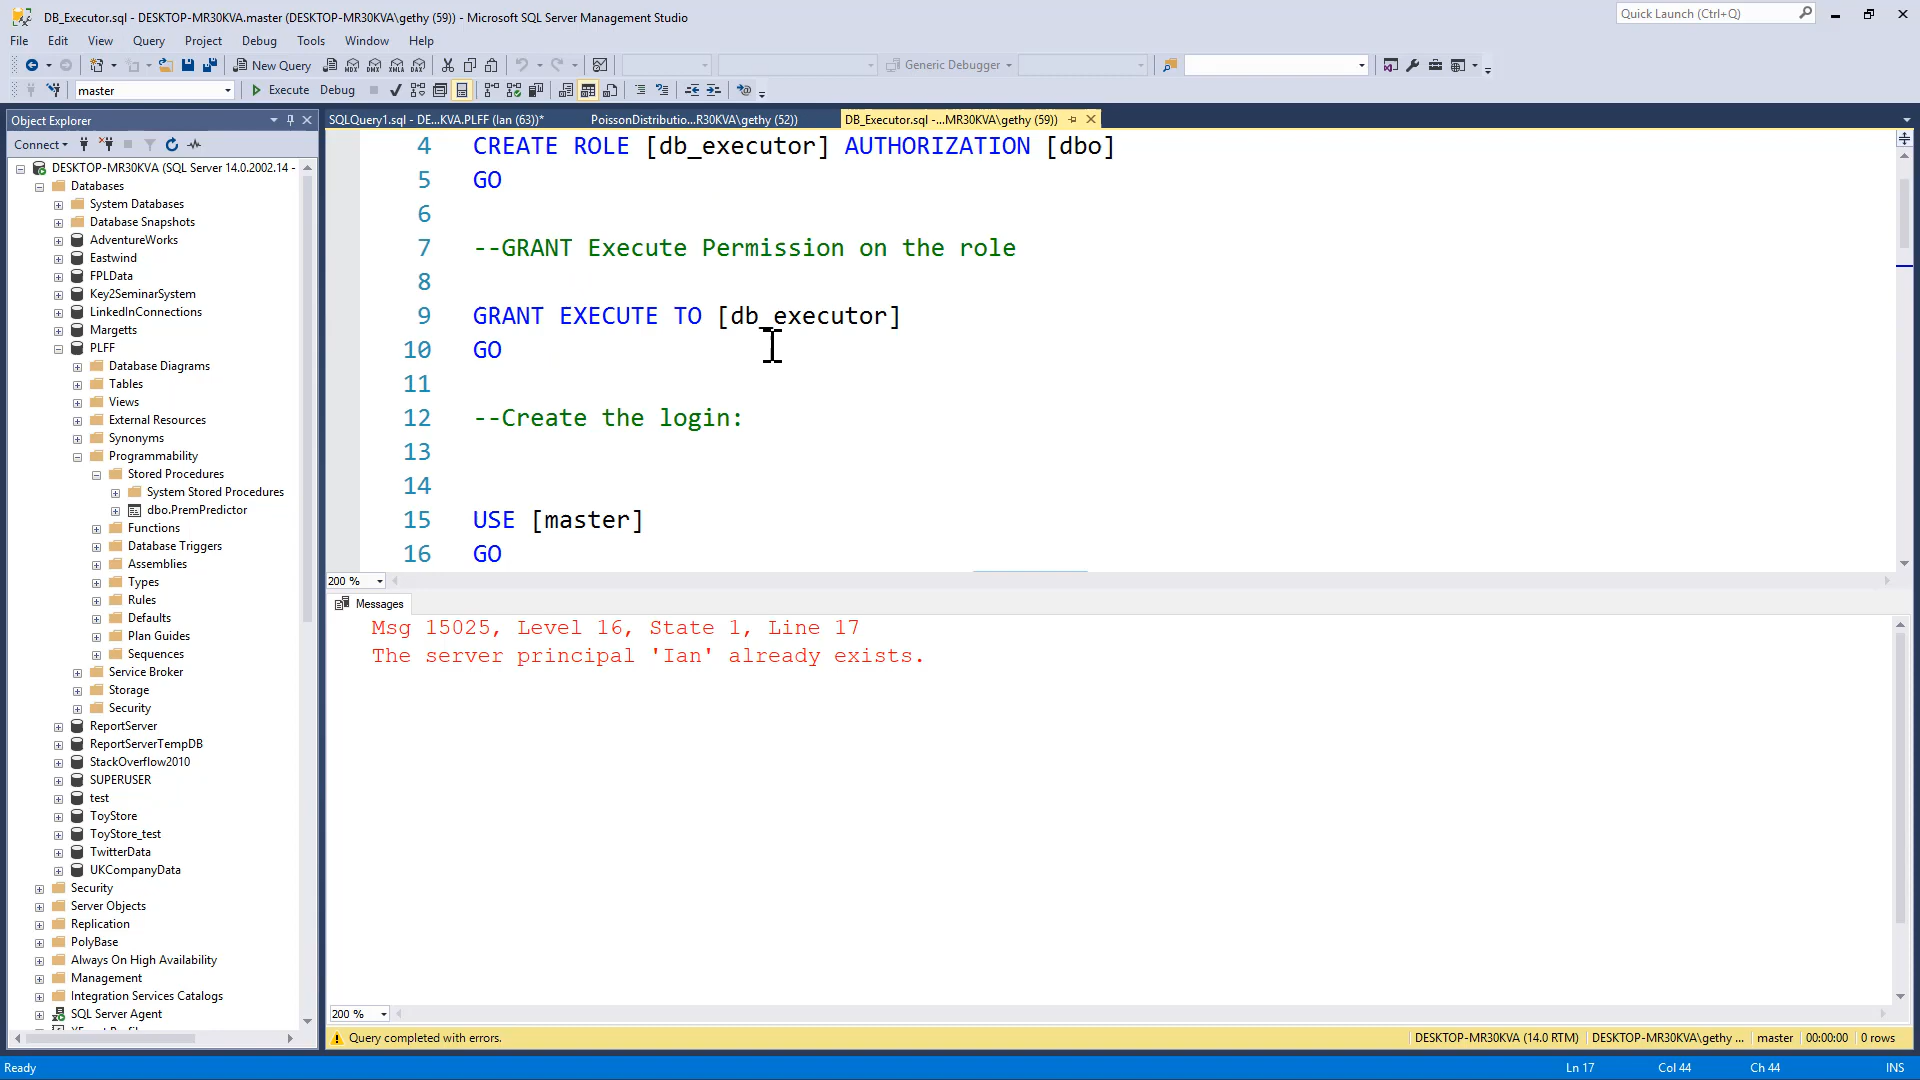 DB_Executor.sql - DESKTOP-MR30KVA.master (DESKTOP-MR30KVA\gethy (59)) - Microsoft SQL Server Management Studio
Quick Launch (Ctrl+Q)
File Edit View Query Project Debug Tools Window Help
New Query
MDX DMX XMLA DAX
Generic Debugger
master
Execute Debug
Object Explorer
Connect
DESKTOP-MR30KVA (SQL Server 14.0.2002.14 -
Databases
System Databases
Database Snapshots
AdventureWorks
Eastwind
FPLData
Key2SeminarSystem
LinkedInConnections
Margetts
PLFF
Database Diagrams
Tables
Views
External Resources
Synonyms
Programmability
Stored Procedures
System Stored Procedures
dbo.PremPredictor
Functions
Database Triggers
Assemblies
Types
Rules
Defaults
Plan Guides
Sequences
Service Broker
Storage
Security
ReportServer
ReportServerTempDB
StackOverflow2010
SUPERUSER
test
ToyStore
ToyStore_test
TwitterData
UKCompanyData
Security
Server Objects
Replication
PolyBase
Always On High Availability
Management
Integration Services Catalogs
SQL Server Agent
SQLQuery1.sql - DE...KVA.PLFF (Ian (63))*
PoissonDistributio...R30KVA\gethy (52))
DB_Executor.sql -...MR30KVA\gethy (59))
4 CREATE ROLE [db_executor] AUTHORIZATION [dbo]
5 GO
6
7 --GRANT Execute Permission on the role
8
9 GRANT EXECUTE TO [db_executor]
10 GO
11
12 --Create the login:
13
14
15 USE [master]
16 GO
200 %
Messages
Msg 15025, Level 16, State 1, Line 17
The server principal 'Ian' already exists.
200 %
Query completed with errors.
DESKTOP-MR30KVA (14.0 RTM) DESKTOP-MR30KVA\gethy ... master 00:00:00 0 rows
Ready
Ln 17 Col 44 Ch 44 INS